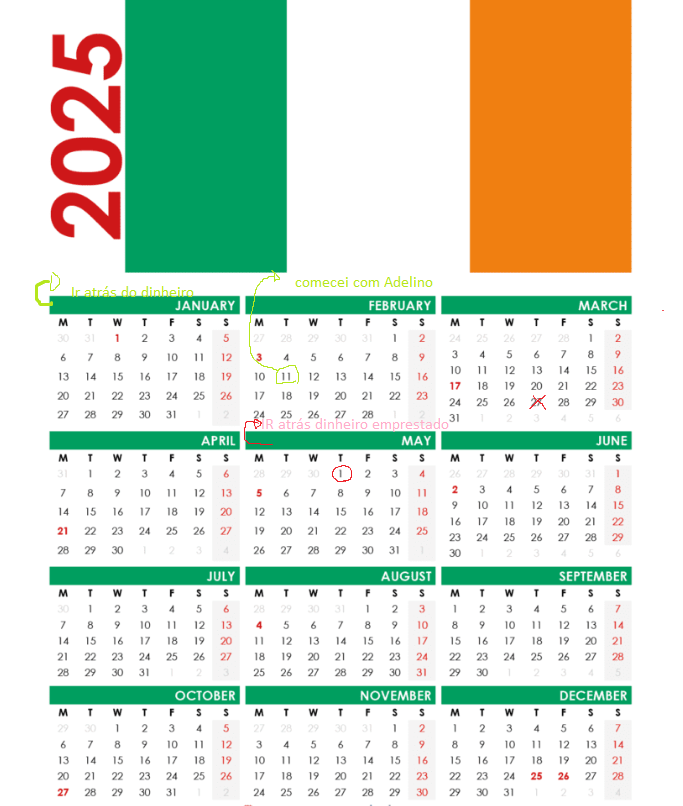 2025
comecei com Adelino
Ir atrás do dinheiro
JANUARY
M T W T F S S
30 31 1 2 3 4 5
6 7 8 9 10 11 12
13 14 15 16 17 18 19
20 21 22 23 24 25 26
27 28 29 30 31 1 2
FEBRUARY
M T W T F S S
27 28 29 30 31 1 2
3 4 5 6 7 8 9
10 11 12 13 14 15 16
17 18 19 20 21 22 23
24 25 26 27 28 1 2
MARCH
M T W T F S S
24 25 26 27 28 1 2
3 4 5 6 7 8 9
10 11 12 13 14 15 16
17 18 19 20 21 22 23
24 25 26 27 28 29 30
31 1 2 3 4 5 6
IR atrás dinheiro emprestado
APRIL
M T W T F S S
31 1 2 3 4 5 6
7 8 9 10 11 12 13
14 15 16 17 18 19 20
21 22 23 24 25 26 27
28 29 30 1 2 3 4
MAY
M T W T F S S
28 29 30 1 2 3 4
5 6 7 8 9 10 11
12 13 14 15 16 17 18
19 20 21 22 23 24 25
26 27 28 29 30 31 1
JUNE
M T W T F S S
26 27 28 29 30 31 1
2 3 4 5 6 7 8
9 10 11 12 13 14 15
16 17 18 19 20 21 22
23 24 25 26 27 28 29
30 1 2 3 4 5 6
JULY
M T W T F S S
30 1 2 3 4 5 6
7 8 9 10 11 12 13
14 15 16 17 18 19 20
21 22 23 24 25 26 27
28 29 30 31 1 2 3
AUGUST
M T W T F S S
28 29 30 31 1 2 3
4 5 6 7 8 9 10
11 12 13 14 15 16 17
18 19 20 21 22 23 24
25 26 27 28 29 30 31
SEPTEMBER
M T W T F S S
1 2 3 4 5 6 7
8 9 10 11 12 13 14
15 16 17 18 19 20 21
22 23 24 25 26 27 28
29 30 1 2 3 4 5
OCTOBER
M T W T F S S
29 30 1 2 3 4 5
6 7 8 9 10 11 12
13 14 15 16 17 18 19
20 21 22 23 24 25 26
27 28 29 30 31 1 2
NOVEMBER
M T W T F S S
27 28 29 30 31 1 2
3 4 5 6 7 8 9
10 11 12 13 14 15 16
17 18 19 20 21 22 23
24 25 26 27 28 29 30
DECEMBER
M T W T F S S
1 2 3 4 5 6 7
8 9 10 11 12 13 14
15 16 17 18 19 20 21
22 23 24 25 26 27 28
29 30 31 1 2 3 4